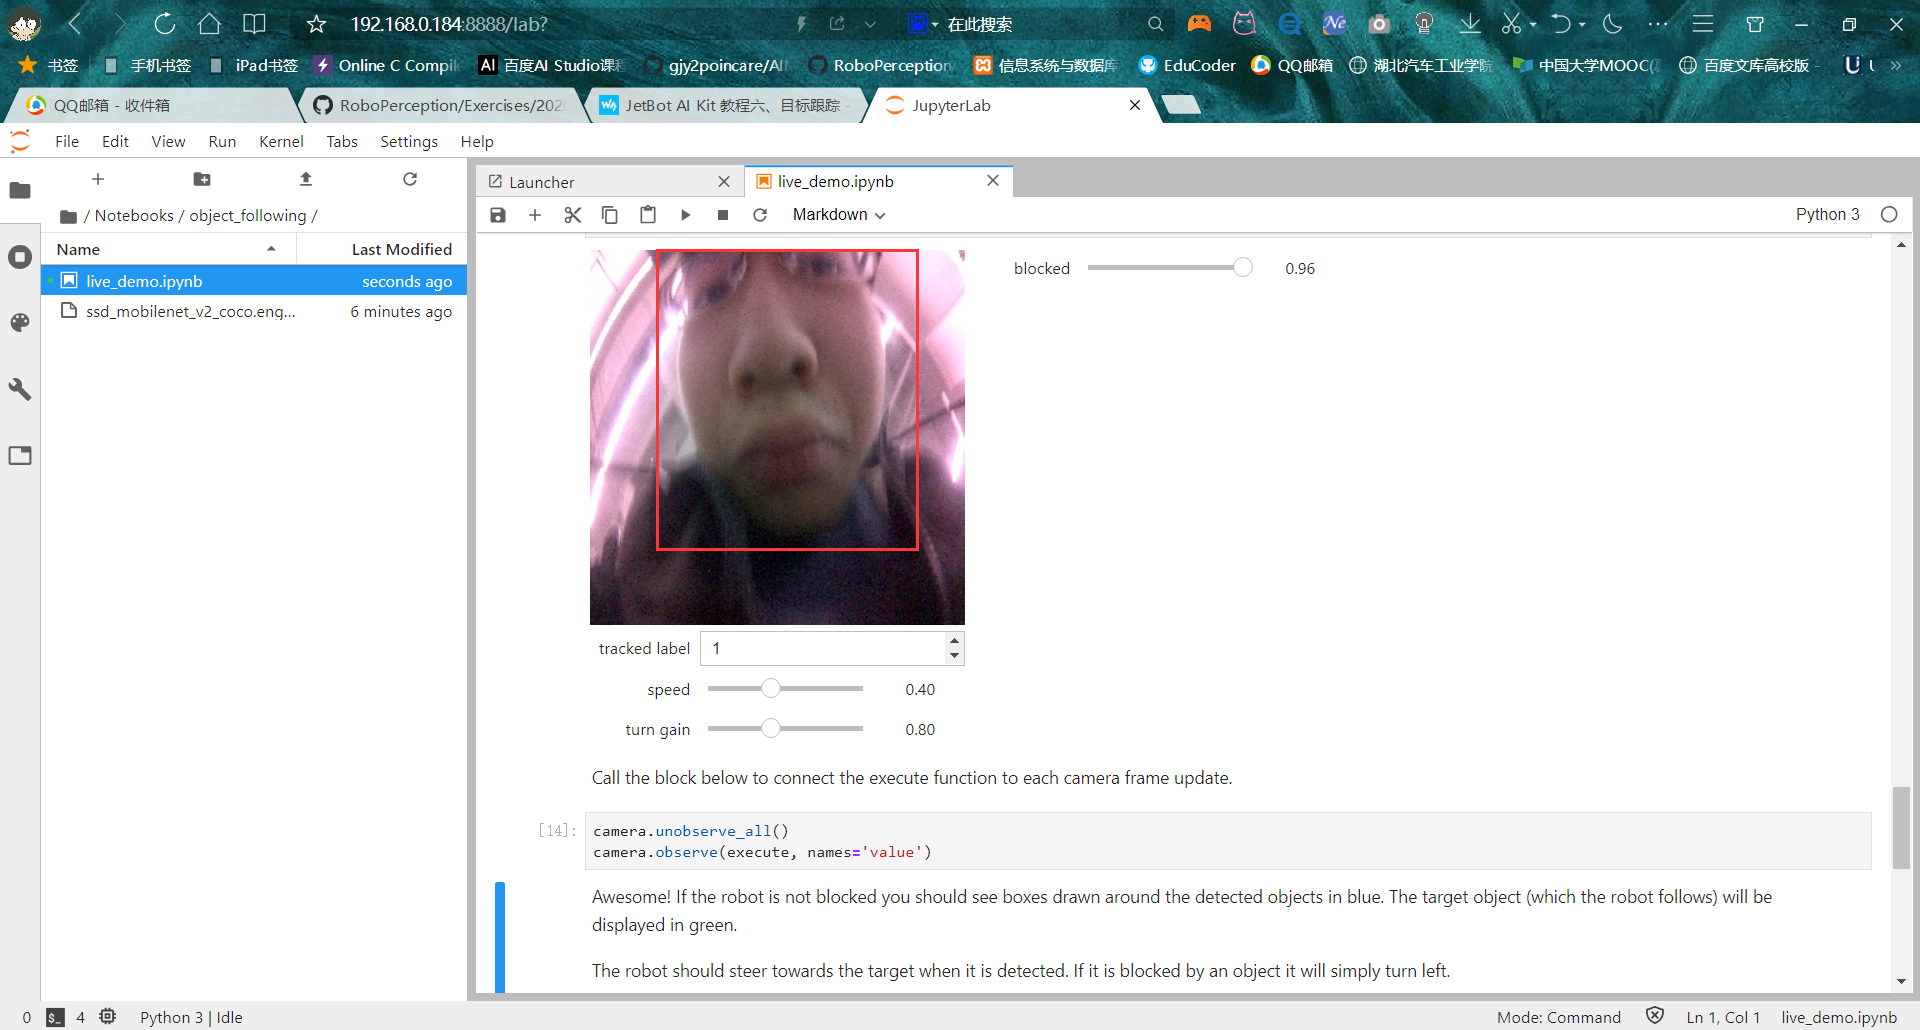 192.168.0.184:8888/lab?
在此搜索
书签
手机书签
iPad书签
Online C Compil
百度AI Studio课程
gjy2poincare/AI
RoboPerception
信息系统与数据库
EduCoder
QQ邮箱
湖北汽车工业学院
中国大学MOOC(
百度文库高校版 -
QQ邮箱 - 收件箱
RoboPerception/Exercises/202
JetBot AI Kit 教程六、目标跟踪 -
JupyterLab
File Edit View Run Kernel Tabs Settings Help
/ Notebooks / object_following /
Name
Last Modified
live_demo.ipynb
seconds ago
ssd_mobilenet_v2_coco.eng...
6 minutes ago
Launcher
live_demo.ipynb
Markdown
Python 3
blocked
0.96
tracked label
1
speed
0.40
turn gain
0.80
Call the block below to connect the execute function to each camera frame update.
[14]:
camera.unobserve_all()
camera.observe(execute, names='value')
Awesome! If the robot is not blocked you should see boxes drawn around the detected objects in blue. The target object (which the robot follows) will be
displayed in green.
The robot should steer towards the target when it is detected. If it is blocked by an object it will simply turn left.
0
4
Python 3 | Idle
Mode: Command
Ln 1, Col 1
live_demo.ipynb